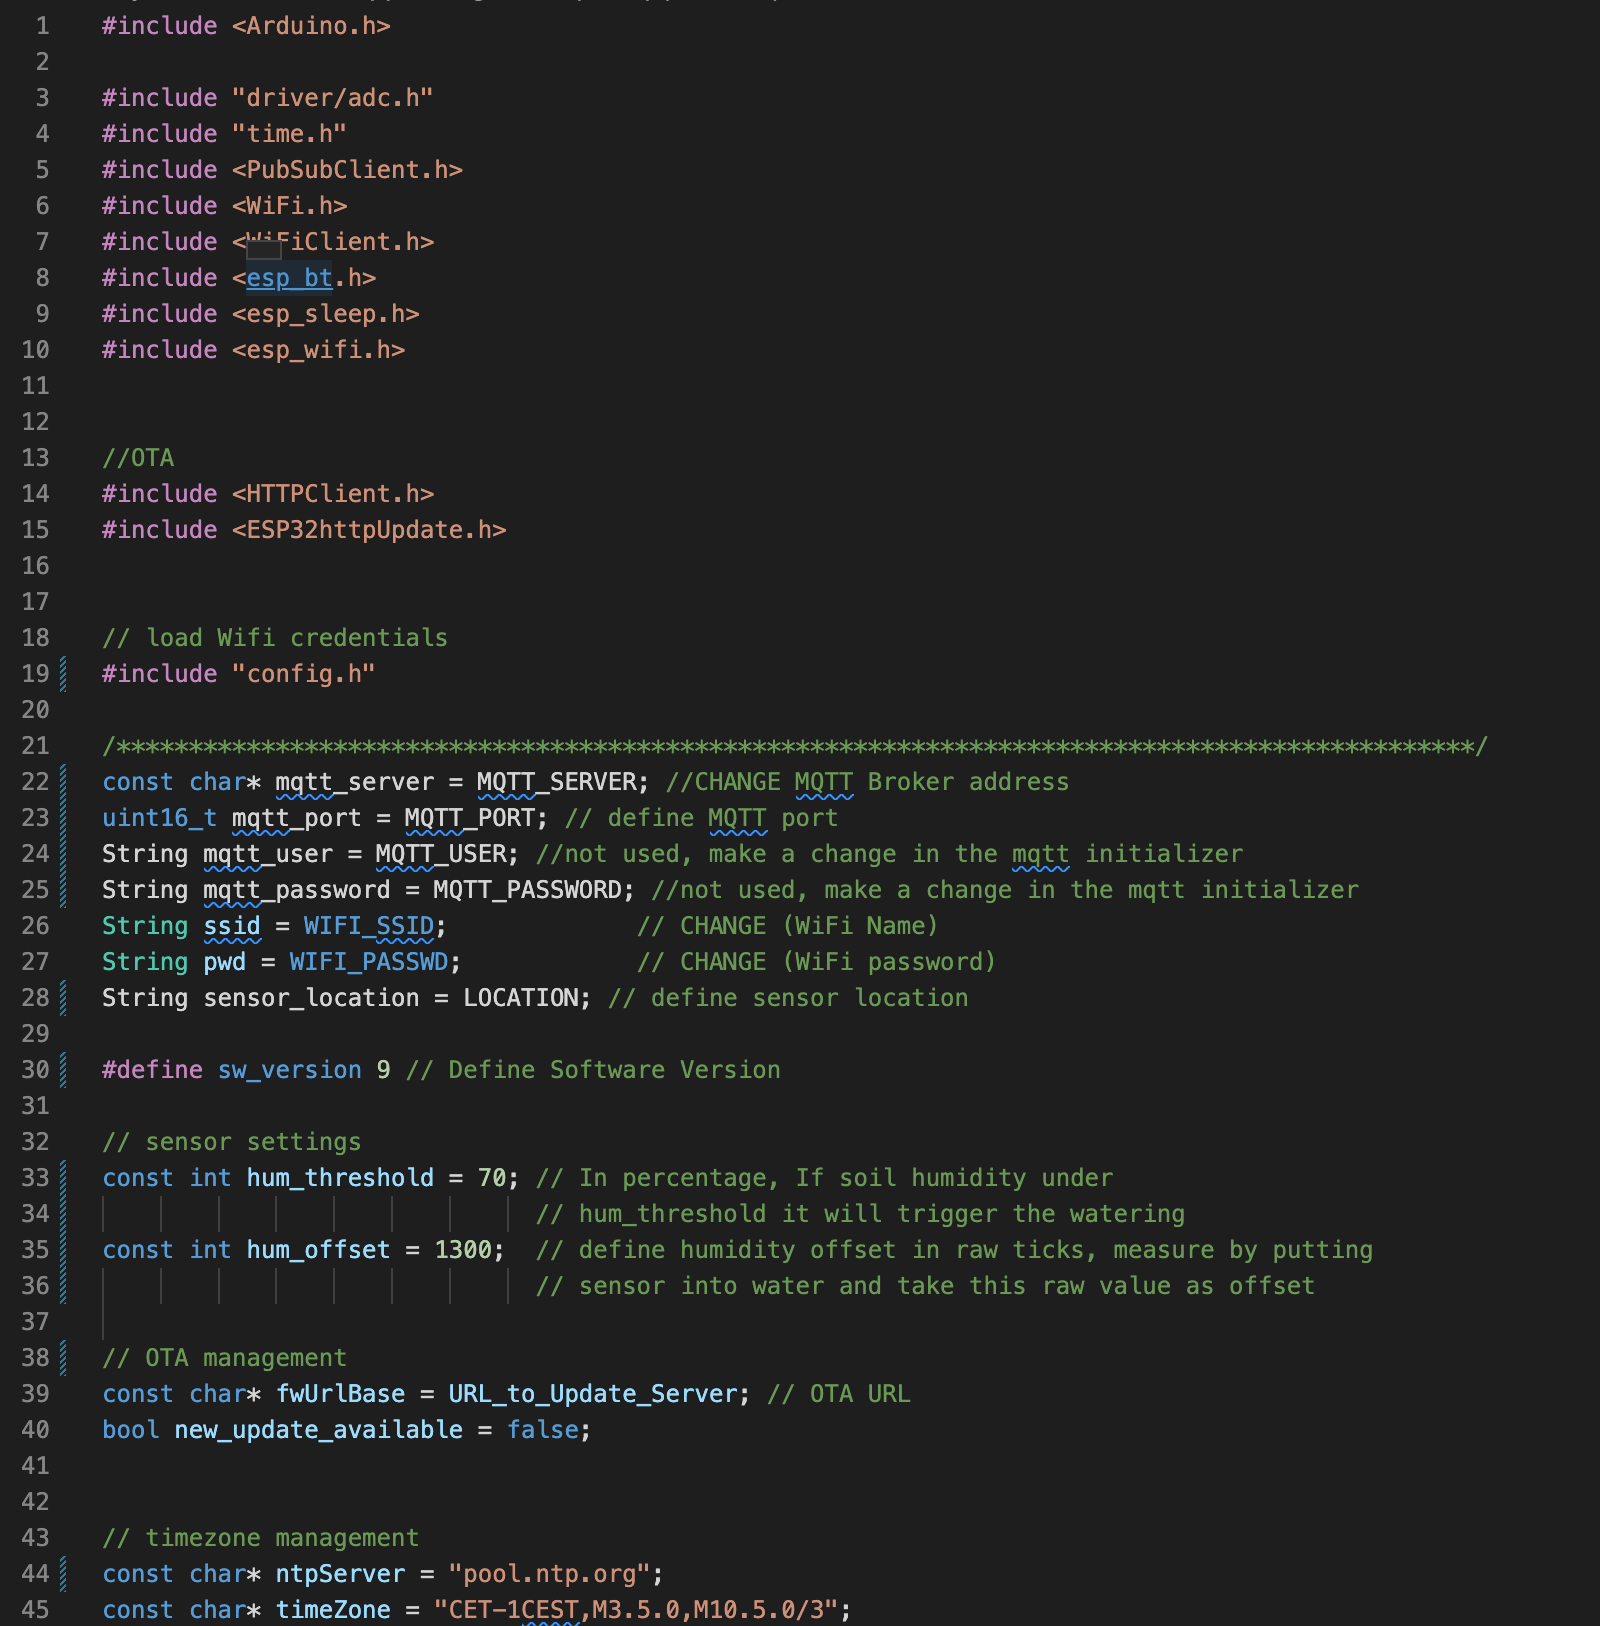 1 #include <Arduino.h>
2
3 #include "driver/adc.h"
4 #include "time.h"
5 #include <PubSubClient.h>
6 #include <WiFi.h>
7 #include <WiFiClient.h>
8 #include <esp_bt.h>
9 #include <esp_sleep.h>
10 #include <esp_wifi.h>
11
12
13 //OTA
14 #include <HTTPClient.h>
15 #include <ESP32httpUpdate.h>
16
17
18 // load Wifi credentials
19 #include "config.h"
20
21 /**********************************************************************************************/
22 const char* mqtt_server = MQTT_SERVER; //CHANGE MQTT Broker address
23 uint16_t mqtt_port = MQTT_PORT; // define MQTT port
24 String mqtt_user = MQTT_USER; //not used, make a change in the mqtt initializer
25 String mqtt_password = MQTT_PASSWORD; //not used, make a change in the mqtt initializer
26 String ssid = WIFI_SSID;             // CHANGE (WiFi Name)
27 String pwd = WIFI_PASSWD;            // CHANGE (WiFi password)
28 String sensor_location = LOCATION; // define sensor location
29
30 #define sw_version 9 // Define Software Version
31
32 // sensor settings
33 const int hum_threshold = 70; // In percentage, If soil humidity under
34                               // hum_threshold it will trigger the watering
35 const int hum_offset = 1300;  // define humidity offset in raw ticks, measure by putting
36                               // sensor into water and take this raw value as offset
37
38 // OTA management
39 const char* fwUrlBase = URL_to_Update_Server; // OTA URL
40 bool new_update_available = false;
41
42
43 // timezone management
44 const char* ntpServer = "pool.ntp.org";
45 const char* timeZone = "CET-1CEST,M3.5.0,M10.5.0/3";